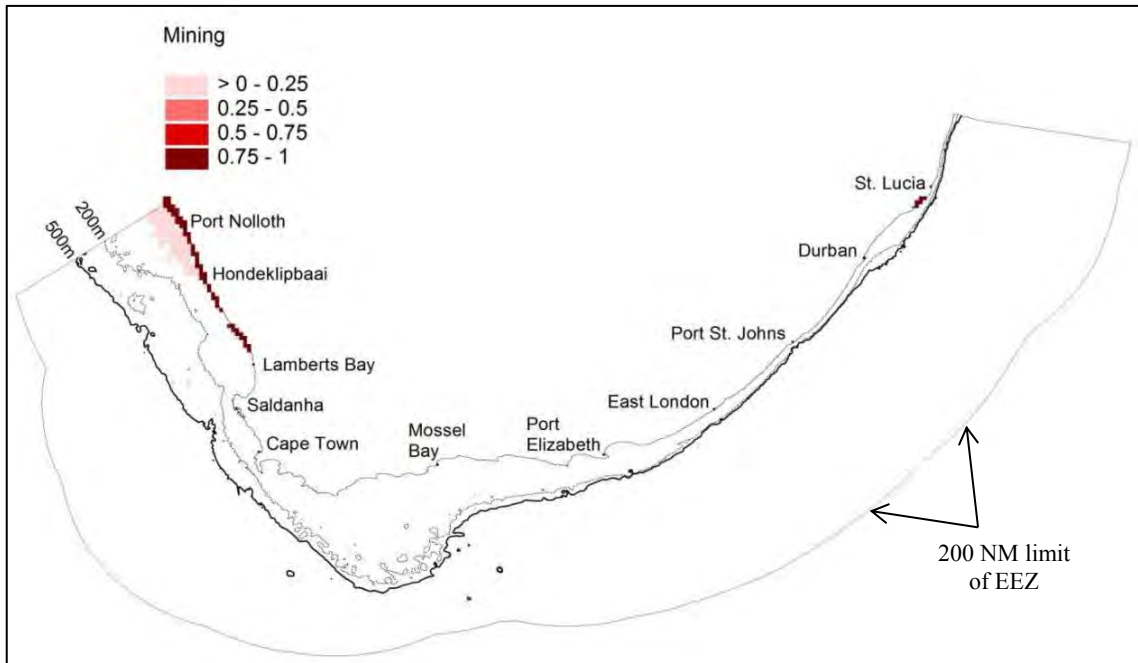 Mining
> 0 - 0.25
0.25 - 0.5
0.5 - 0.75
0.75 - 1
200m
500m
Port Nolloth
Hondeklipbaai
Lamberts Bay
Saldanha
Cape Town
Mossel
Bay
Port
Elizabeth
East London
Port St. Johns
Durban
St. Lucia
200 NM limit
of EEZ